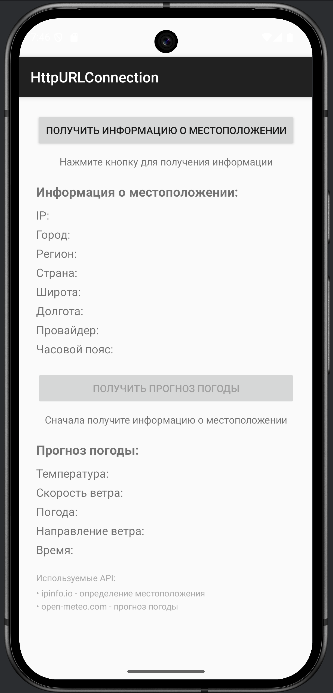 HttpURLConnection
ПОЛУЧИТЬ ИНФОРМАЦИЮ О МЕСТОПОЛОЖЕНИИ
Нажмите кнопку для получения информации
Информация о местоположении:
IP:
Город:
Регион:
Страна:
Широта:
Долгота:
Провайдер:
Часовой пояс:
ПОЛУЧИТЬ ПРОГНОЗ ПОГОДЫ
Сначала получите информацию о местоположении
Прогноз погоды:
Температура:
Скорость ветра:
Погода:
Направление ветра:
Время:
Используемые API:
• ipinfo.io - определение местоположения
• open-meteo.com - прогноз погоды